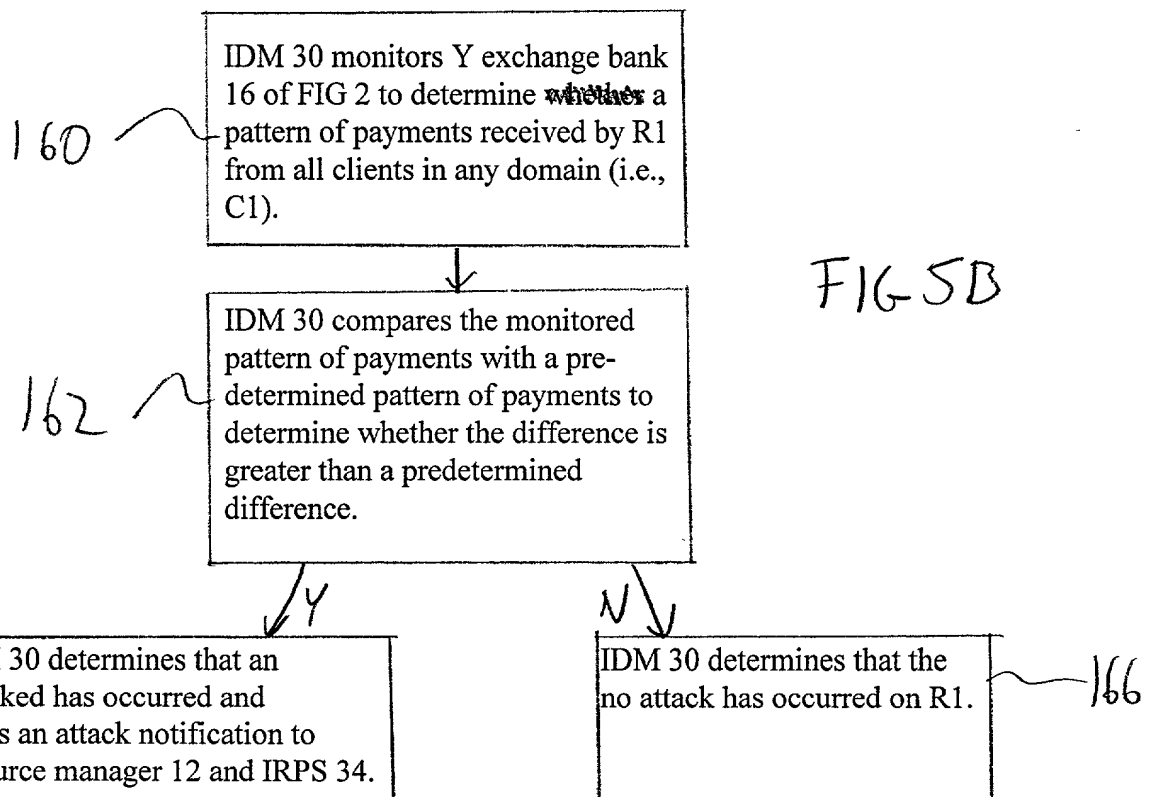 IDM 30 monitors Y exchange bank
16 of FIG 2 to determine whether a
pattern of payments received by R1
from all clients in any domain (i.e.,
C1).
160
FIG 5B
IDM 30 compares the monitored
pattern of payments with a pre-
determined pattern of payments to
determine whether the difference is
greater than a predetermined
difference.
162
Y
N
30 determines that an
ked has occurred and
s an attack notification to
urce manager 12 and IRPS 34.
IDM 30 determines that the
no attack has occurred on R1.
166